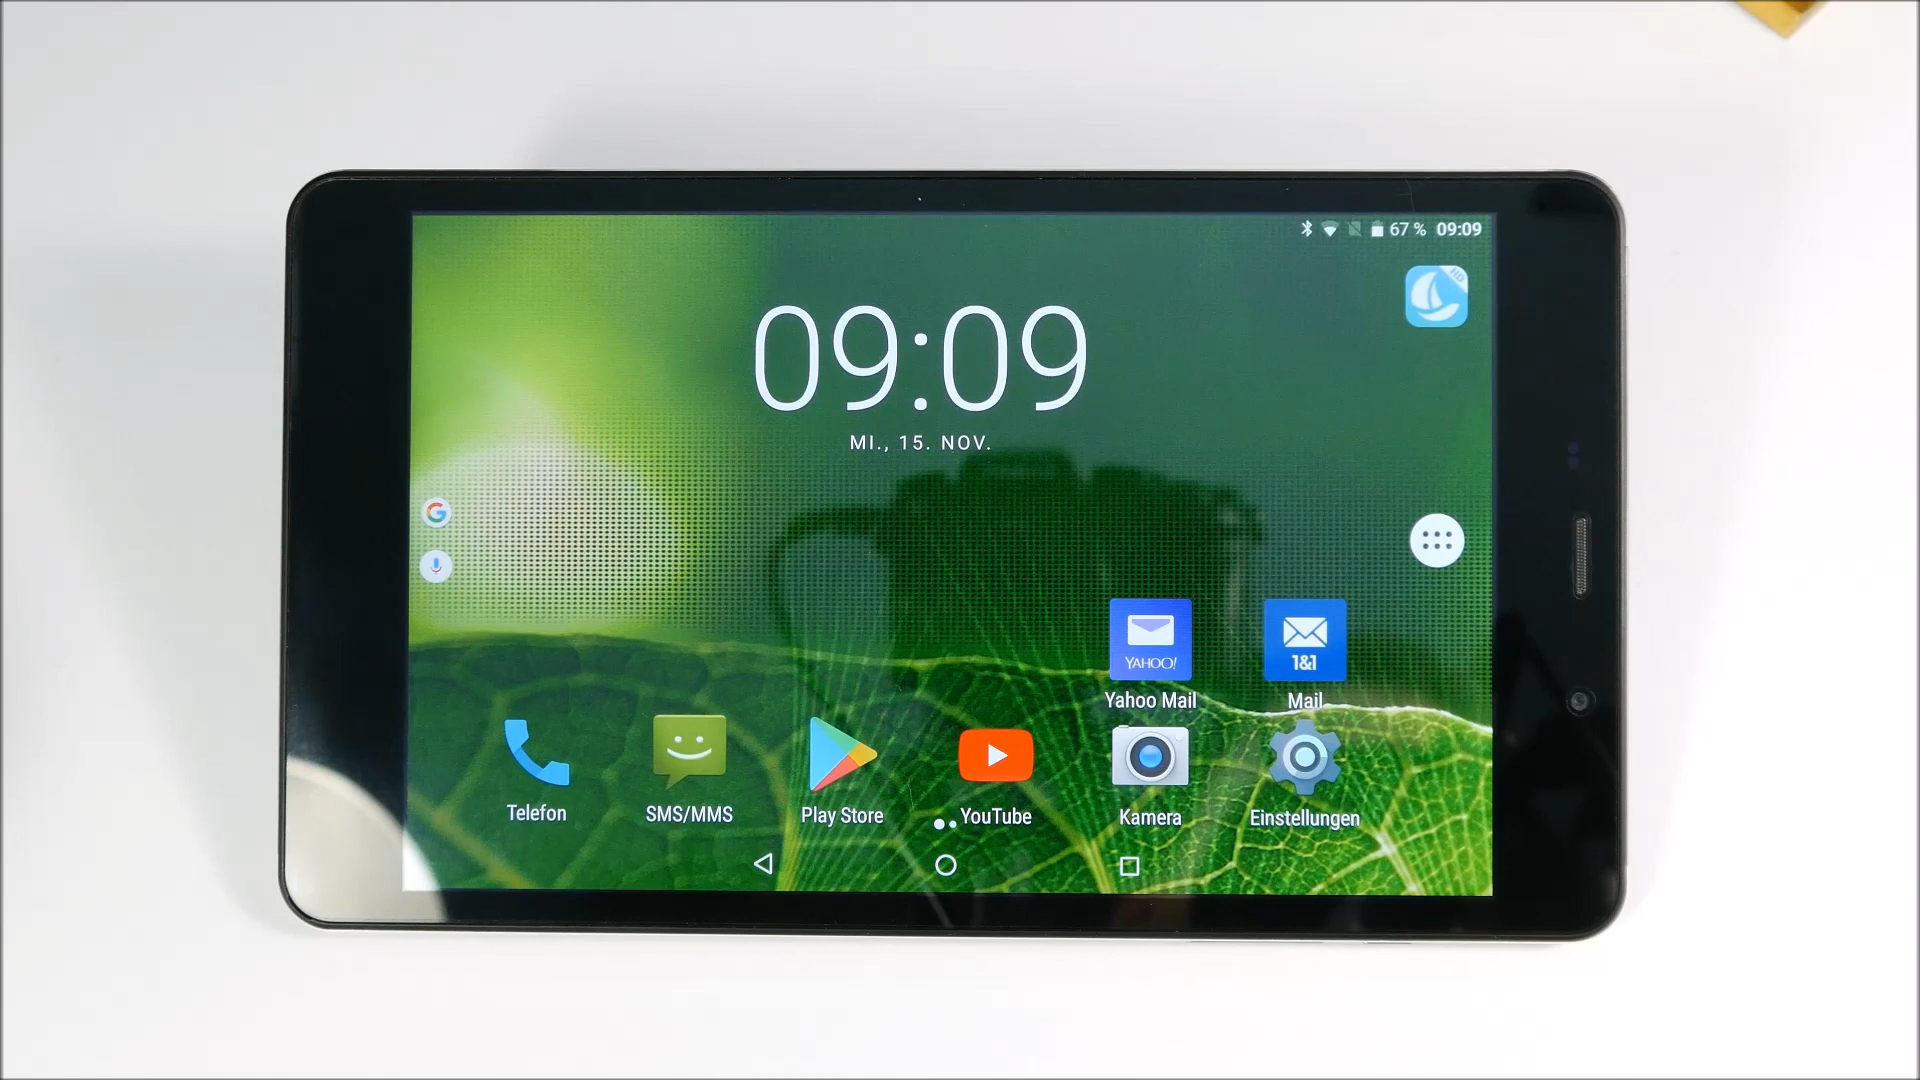 67 % 09:09
HD
09:09
MI., 15. NOV.
G
YAHOO!
1&1
Yahoo Mail
Mail
Telefon
SMS/MMS
Play Store
YouTube
Kamera
Einstellungen